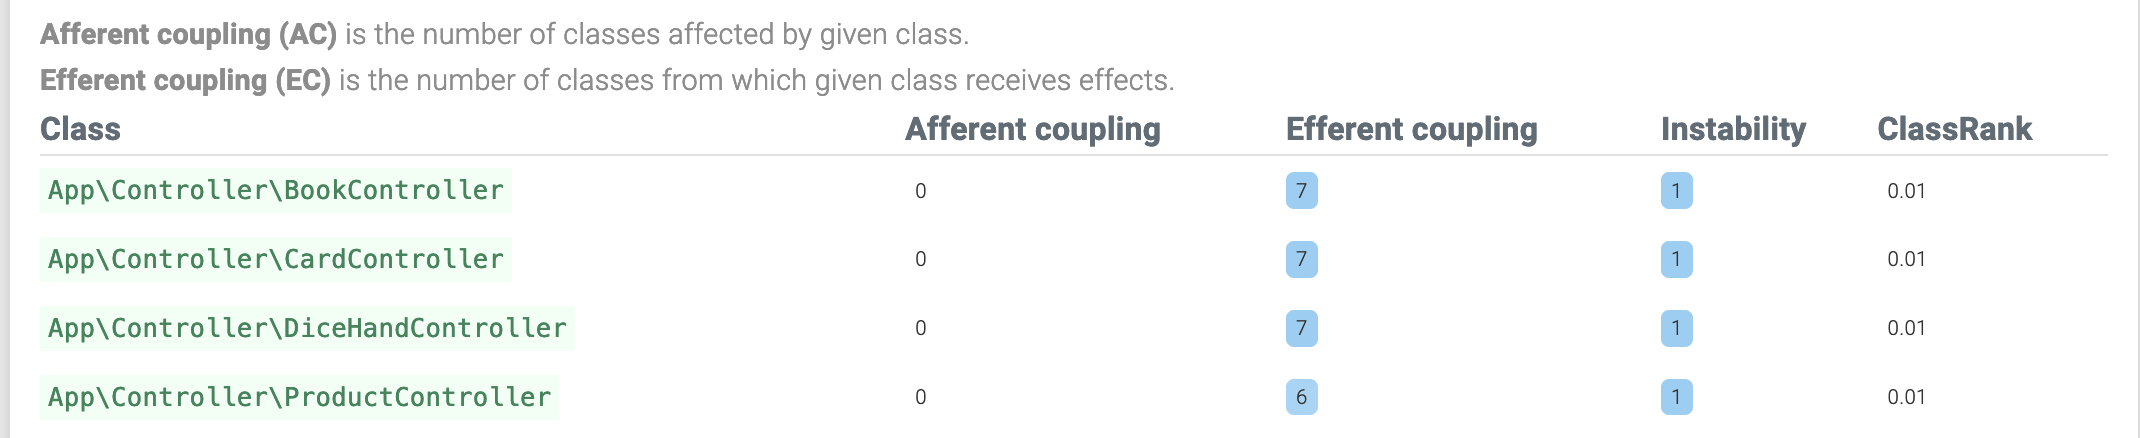 Afferent coupling (AC) is the number of classes affected by given class.
Efferent coupling (EC) is the number of classes from which given class receives effects.
Class Afferent coupling Efferent coupling Instability ClassRank
App\Controller\BookController 0 7 1 0.01
App\Controller\CardController 0 7 1 0.01
App\Controller\DiceHandController 0 7 1 0.01
App\Controller\ProductController 0 6 1 0.01